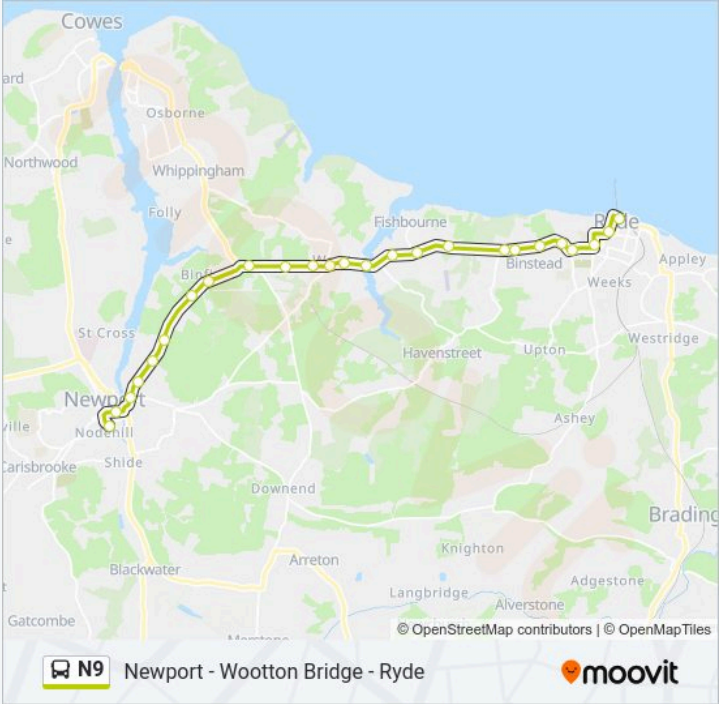 Cowes
ard
Osborne
Northwood
Whippingham
Folly
Fishbourne
Ryde
e
Binstead
Appley
Weeks
St Cross
Havenstreet
Upton
Westridge
Newport
ville
Nodehill
Ashey
Carisbrooke
Shide
Downend
Brading
Knighton
Blackwater
Arreton
Adgestone
t
Langbridge
Alverstone
Gatcombe
© OpenStreetMap contributors | © OpenMapTiles
N9 Newport - Wootton Bridge - Ryde
moovit